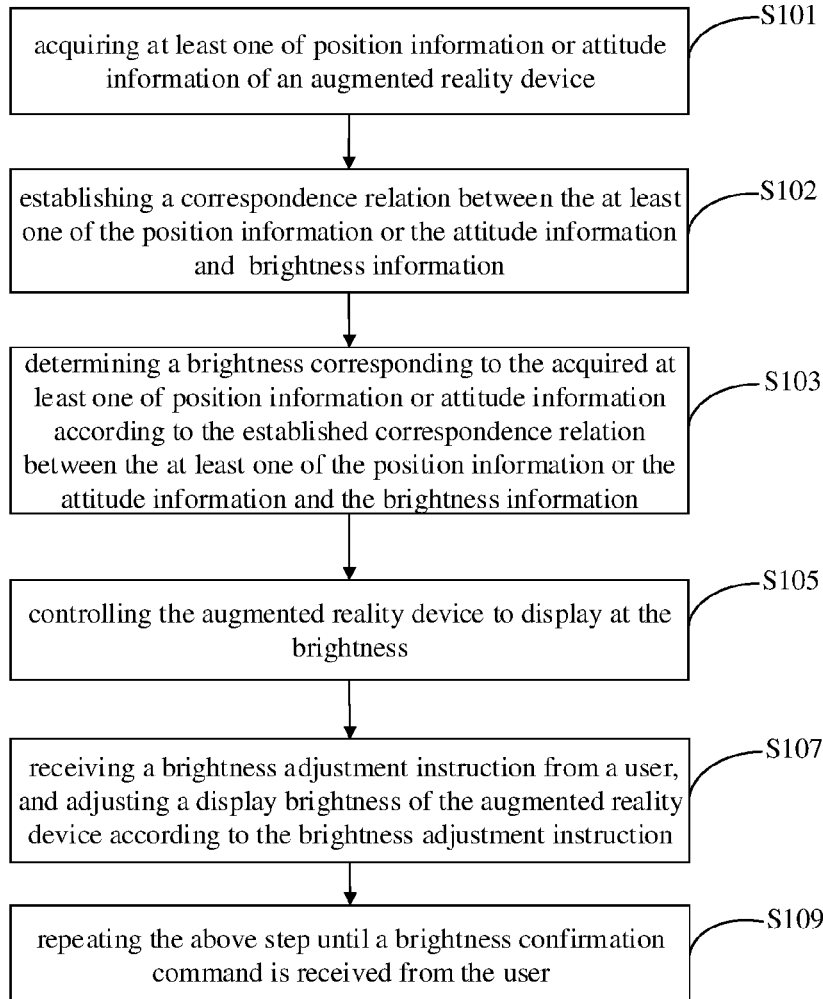 acquiring at least one of position information or attitude
information of an augmented reality device
S101
establishing a correspondence relation between the at least
one of the position information or the attitude information
and brightness information
S102
determining a brightness corresponding to the acquired at
least one of position information or attitude information
according to the established correspondence relation
between the at least one of the position information or the
attitude information and the brightness information
S103
controlling the augmented reality device to display at the
brightness
S105
receiving a brightness adjustment instruction from a user,
and adjusting a display brightness of the augmented reality
device according to the brightness adjustment instruction
S107
repeating the above step until a brightness confirmation
command is received from the user
S109